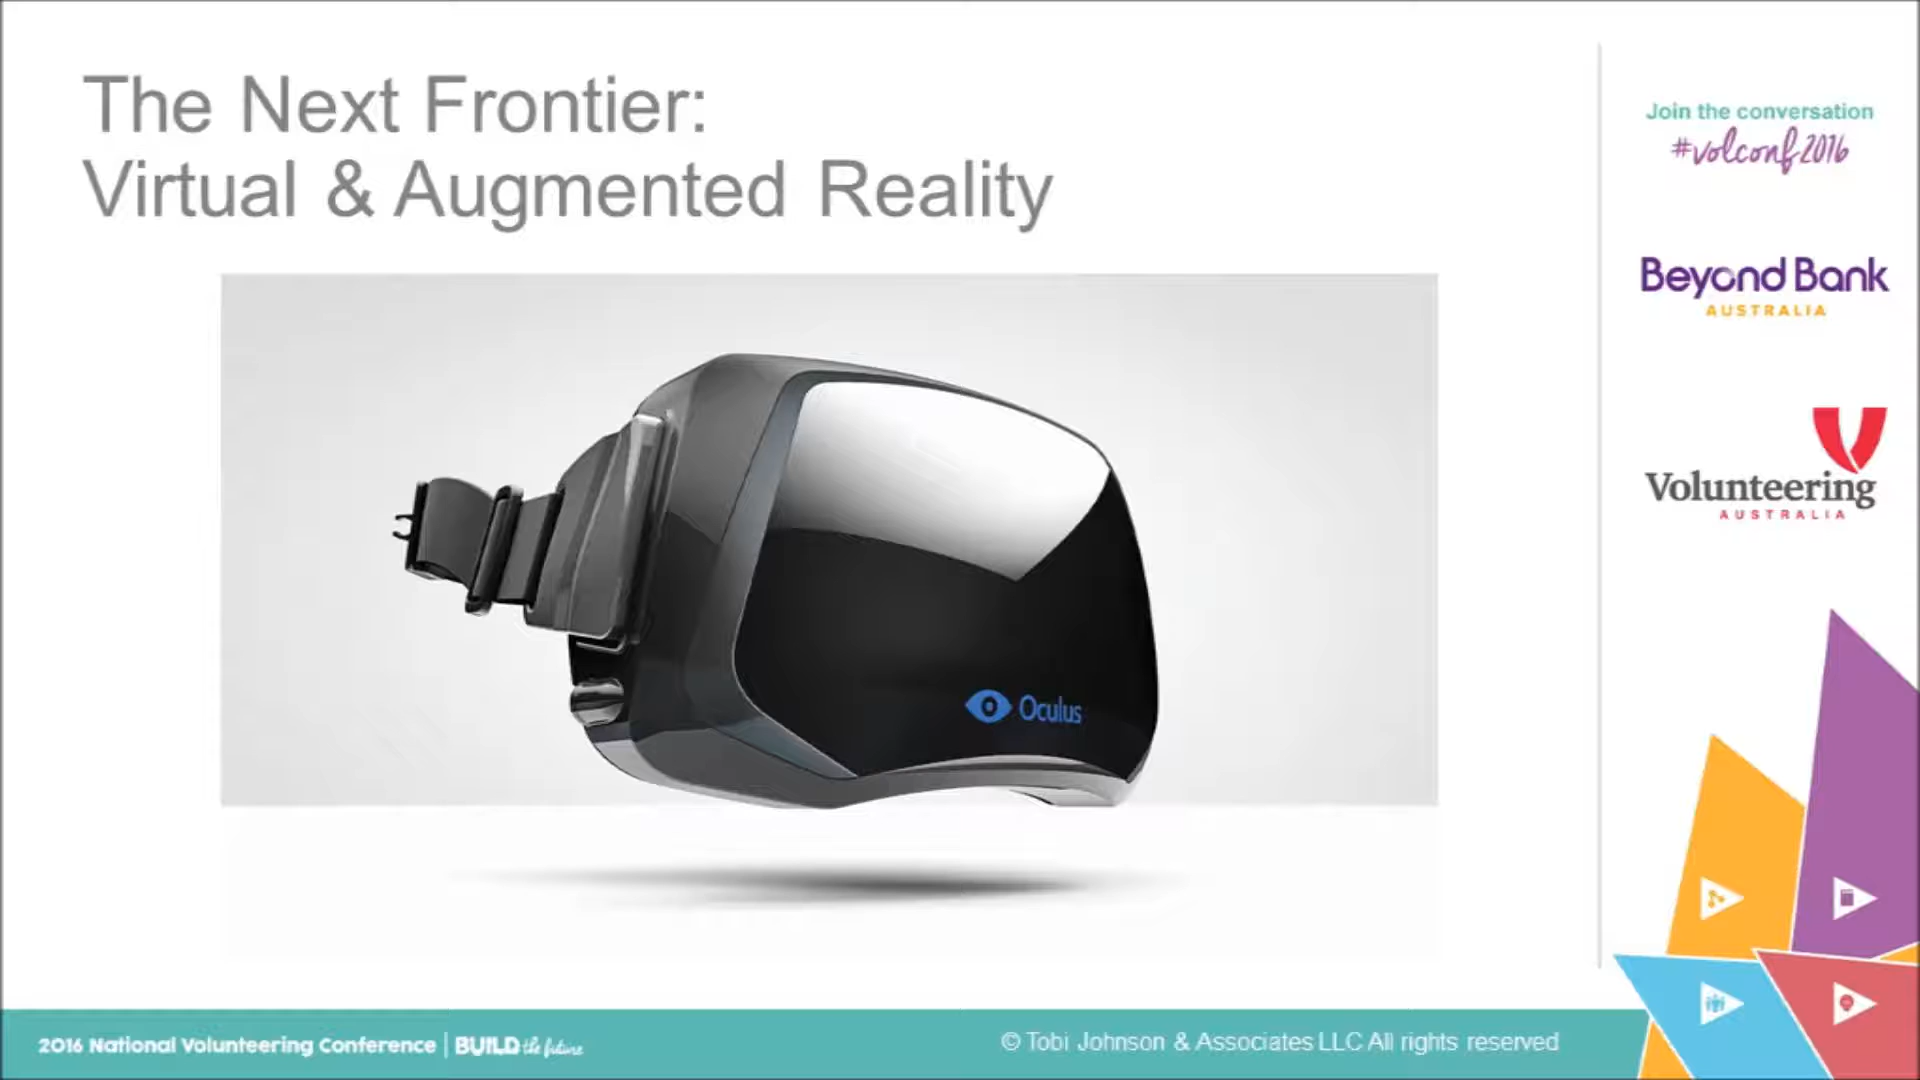 The Next Frontier:
Virtual & Augmented Reality
Oculus
Join the conversation
#volconf2016
Beyond Bank
AUSTRALIA
Volunteering
AUSTRALIA
2016 National Volunteering Conference | BUILD the future
© Tobi Johnson & Associates LLC All rights reserved